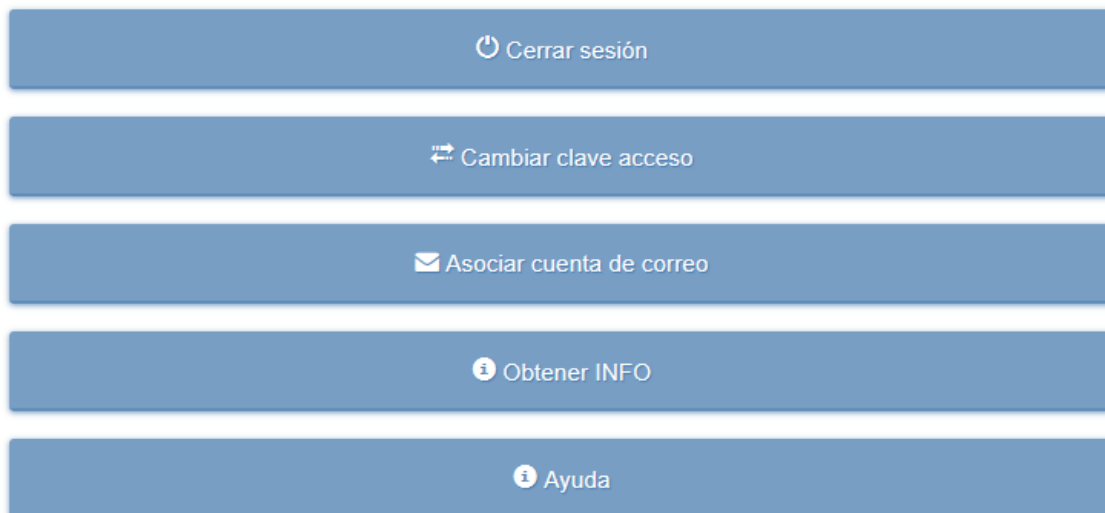 Cerrar sesión
Cambiar clave acceso
Asociar cuenta de correo
Obtener INFO
Ayuda